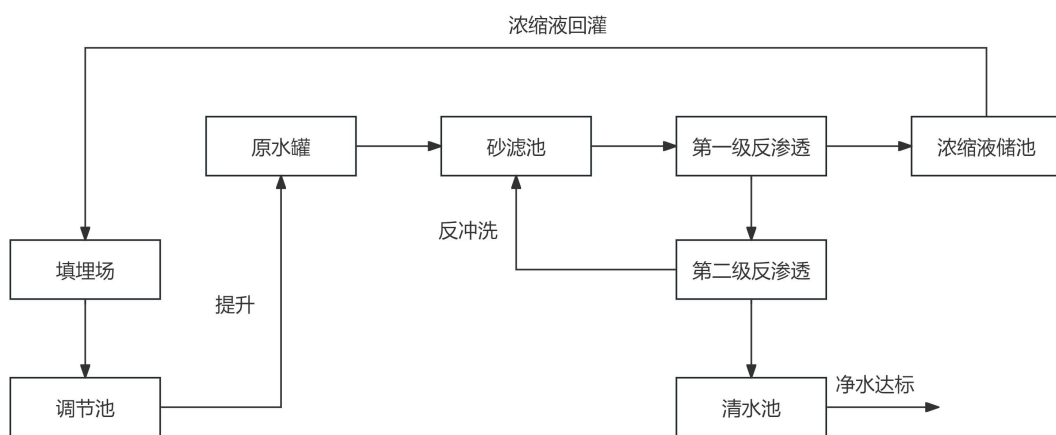 浓缩液回灌
原水罐
砂滤池
第一级反渗透
浓缩液储池
反冲洗
填埋场
第二级反渗透
提升
净水达标
调节池
清水池